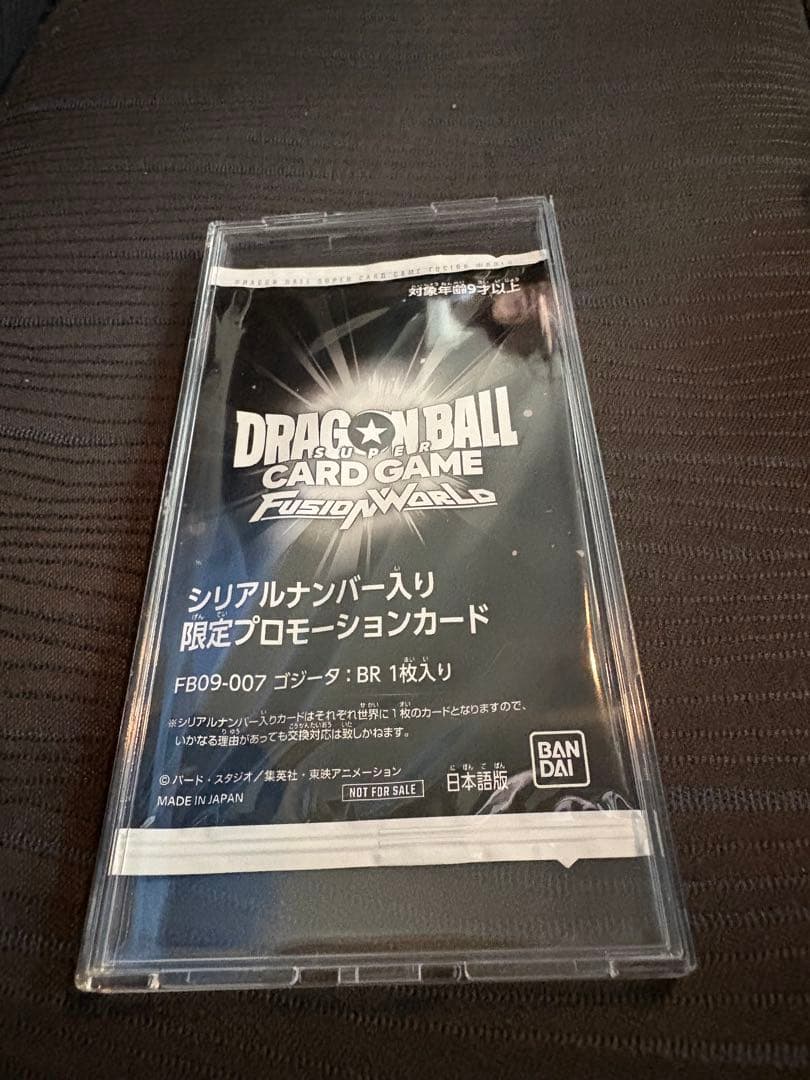 DRAGON BALL SUPER CARD GAME FUSION WORLD
対象年齢9才以上
DRAGON BALL
SUPER
CARD GAME
FUSION WORLD
シリアルナンバー入り
限定プロモーションカード
FB09-007 ゴジータ：BR 1枚入り
※シリアルナンバー入りカードはそれぞれ世界に1枚のカードとなりますので、
いかなる理由があっても交換対応は致しかねます。
©バード・スタジオ／集英社・東映アニメーション
MADE IN JAPAN
NOT FOR SALE
日本語版
BAN
DAI